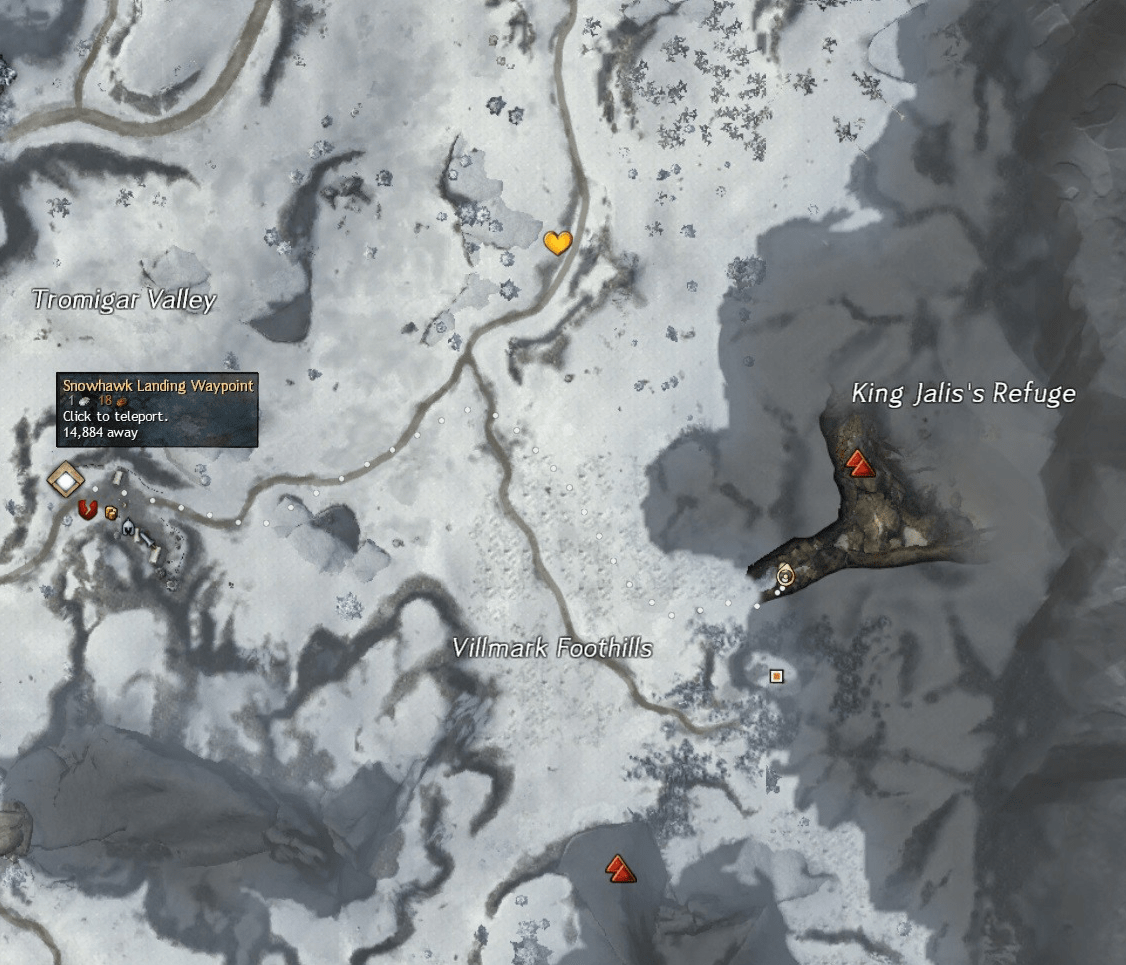 Tromigar Valley
Snowhawk Landing Waypoint
1 18
Click to teleport.
14,884 away
King Jalis's Refuge
Villmark Foothills